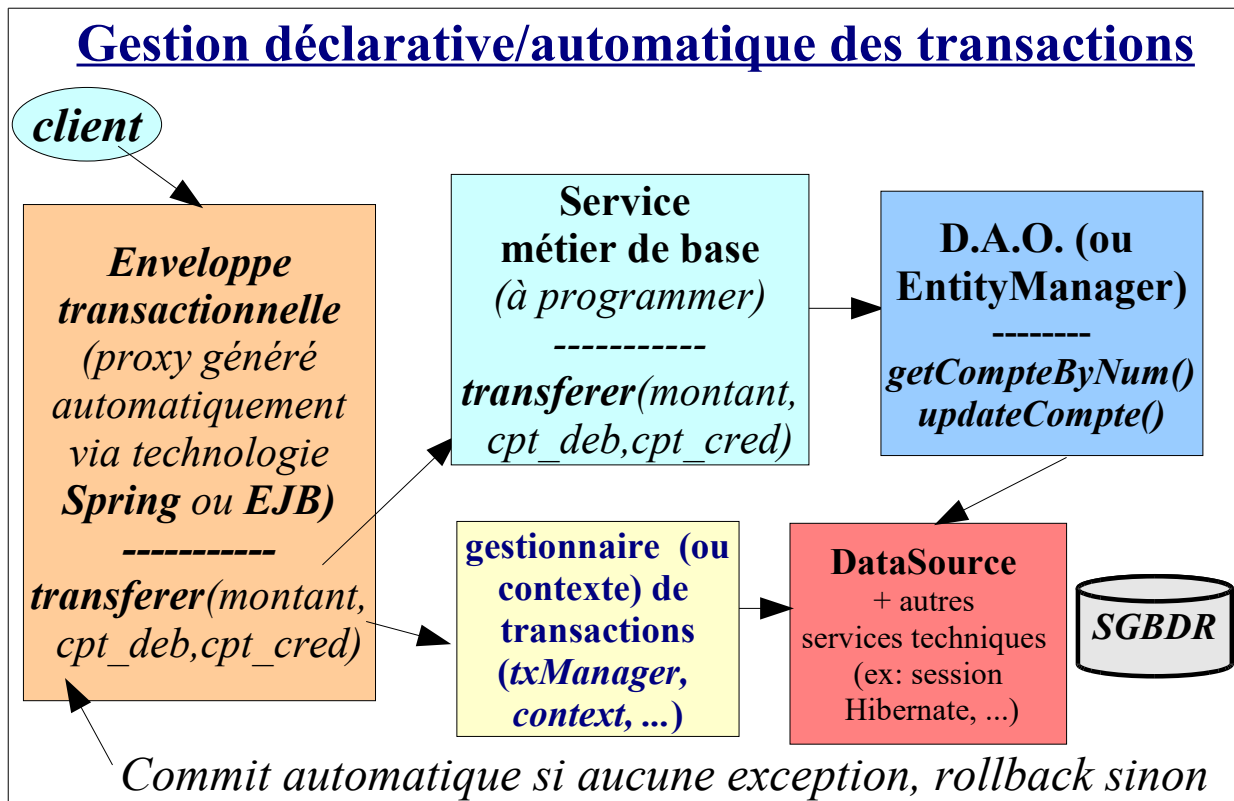 Gestion déclarative/automatique des transactions
client
Enveloppe
transactionnelle
(proxy généré
automatiquement
via technologie
Spring ou EJB)
-----------
transferer(montant,
cpt_deb,cpt_cred)
Service
métier de base
(à programmer)
-----------
transferer(montant,
cpt_deb,cpt_cred)
D.A.O. (ou
EntityManager)
--------
getCompteByNum()
updateCompte()
gestionnaire (ou
contexte) de
transactions
(txManager,
context, ...)
DataSource
+ autres
services techniques
(ex: session
Hibernate, ...)
SGBDR
Commit automatique si aucune exception, rollback sinon